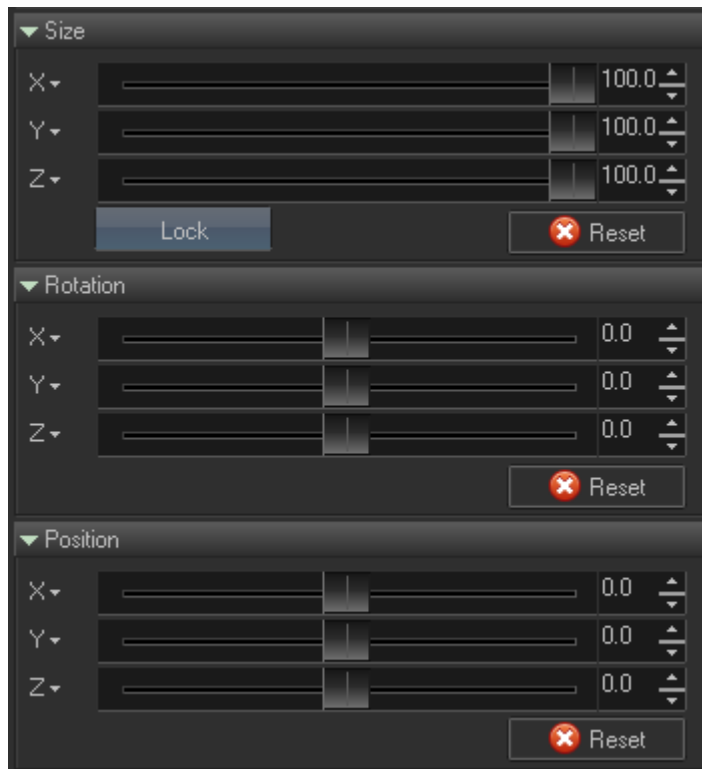 Size
X 100.0
Y 100.0
Z 100.0
Lock Reset
Rotation
X 0.0
Y 0.0
Z 0.0
Reset
Position
X 0.0
Y 0.0
Z 0.0
Reset